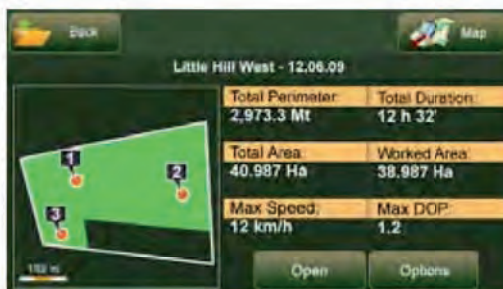 Back
Map
Little Hill West - 12.06.09
Total Perimeter:
Total Duration:
2,973.3 Mt
12 h 32'
Total Area:
Worked Area:
40.987 Ha
38.987 Ha
Max Speed:
Max DOP:
12 km/h
1.2
1
2
3
Open
Options